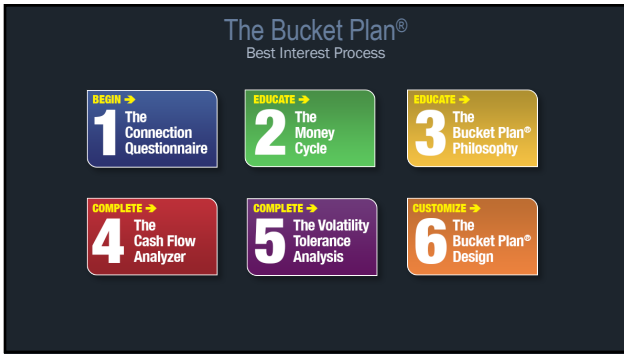 The Bucket Plan®
Best Interest Process
BEGIN →
1
The
Connection
Questionnaire
EDUCATE →
2
The
Money
Cycle
EDUCATE →
3
The
Bucket Plan®
Philosophy
COMPLETE →
4
The
Cash Flow
Analyzer
COMPLETE →
5
The Volatility
Tolerance
Analysis
CUSTOMIZE →
6
The
Bucket Plan®
Design